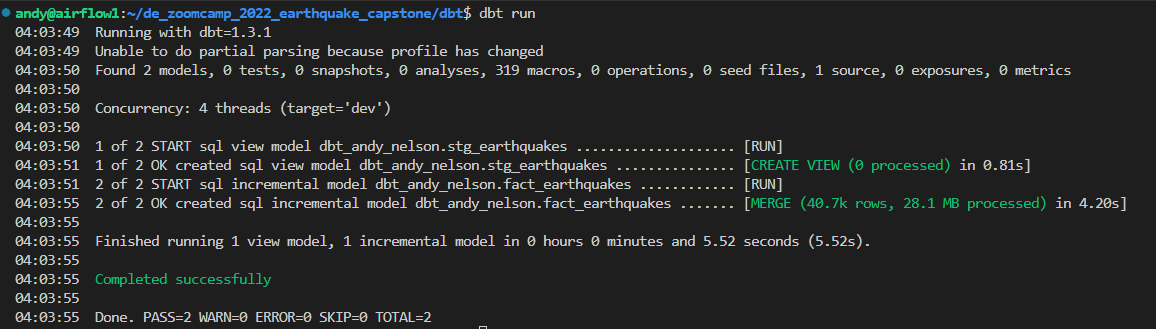 andy@airflow1:~/de_zoomcamp_2022_earthquake_capstone/dbt$ dbt run
04:03:49  Running with dbt=1.3.1
04:03:49  Unable to do partial parsing because profile has changed
04:03:50  Found 2 models, 0 tests, 0 snapshots, 0 analyses, 319 macros, 0 operations, 0 seed files, 1 source, 0 exposures, 0 metrics
04:03:50
04:03:50  Concurrency: 4 threads (target='dev')
04:03:50
04:03:50  1 of 2 START sql view model dbt_andy_nelson.stg_earthquakes .................... [RUN]
04:03:51  1 of 2 OK created sql view model dbt_andy_nelson.stg_earthquakes ............... [CREATE VIEW (0 processed) in 0.81s]
04:03:51  2 of 2 START sql incremental model dbt_andy_nelson.fact_earthquakes ............ [RUN]
04:03:55  2 of 2 OK created sql incremental model dbt_andy_nelson.fact_earthquakes ....... [MERGE (40.7k rows, 28.1 MB processed) in 4.20s]
04:03:55
04:03:55  Finished running 1 view model, 1 incremental model in 0 hours 0 minutes and 5.52 seconds (5.52s).
04:03:55
04:03:55  Completed successfully
04:03:55
04:03:55  Done. PASS=2 WARN=0 ERROR=0 SKIP=0 TOTAL=2